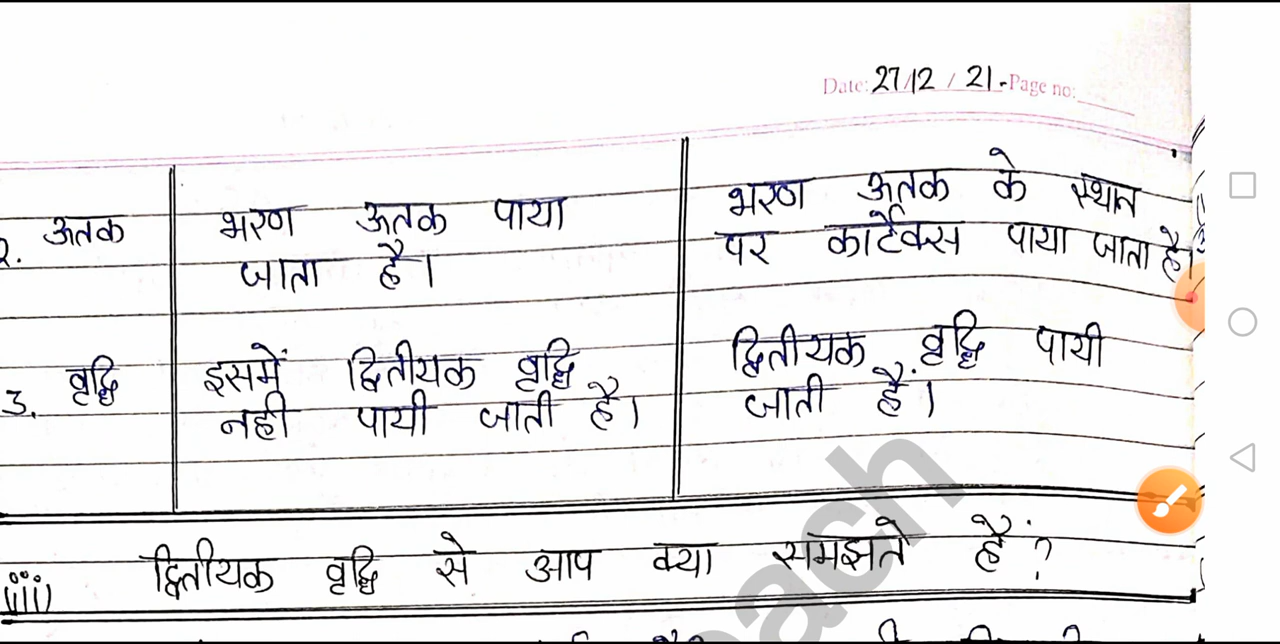 Date: 27/12/21. Page no:
2. ऊतक
भरण ऊतक पाया
जाता है।
भरण ऊतक के स्थान
पर कार्टेक्स पाया जाता है।
3. वृद्धि
इसमें द्वितीयक वृद्धि
नही पायी जाती है।
द्वितीयक वृद्धि पायी
जाती हैं।
(iii) द्वितीयक वृद्धि से आप क्या समझते हैं?